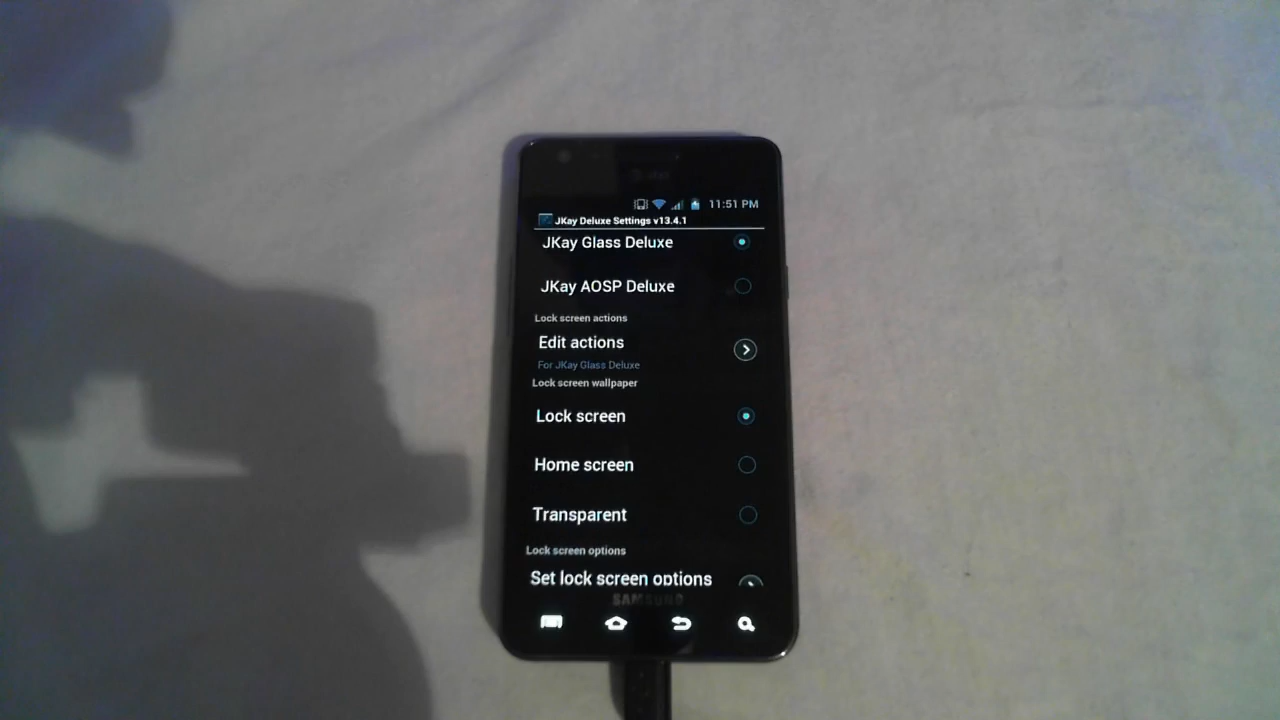 11:51 PM
JKay Deluxe Settings v13.4.1
JKay Glass Deluxe
JKay AOSP Deluxe
Lock screen actions
Edit actions
For JKay Glass Deluxe
Lock screen wallpaper
Lock screen
Home screen
Transparent
Lock screen options
Set lock screen options
SAMSUNG